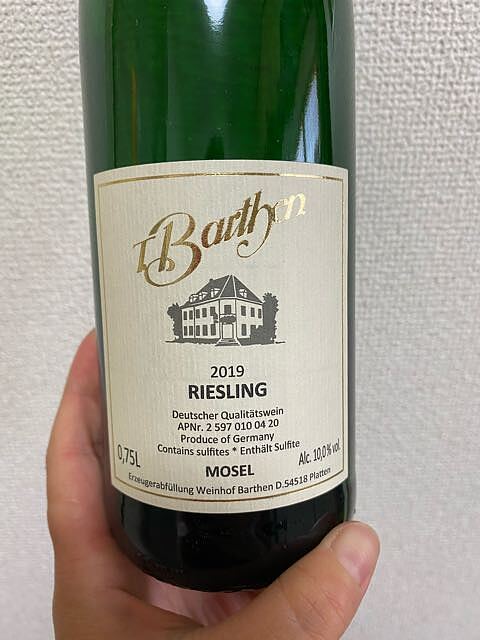 T. Barthen
2019
RIESLING
Deutscher Qualitätswein
APNr. 2 597 010 04 20
Produce of Germany
Contains sulfites * Enthält Sulfite
0,75L
Alc. 10,0% vol.
MOSEL
Erzeugerabfüllung Weinhof Barthen D.54518 Platten